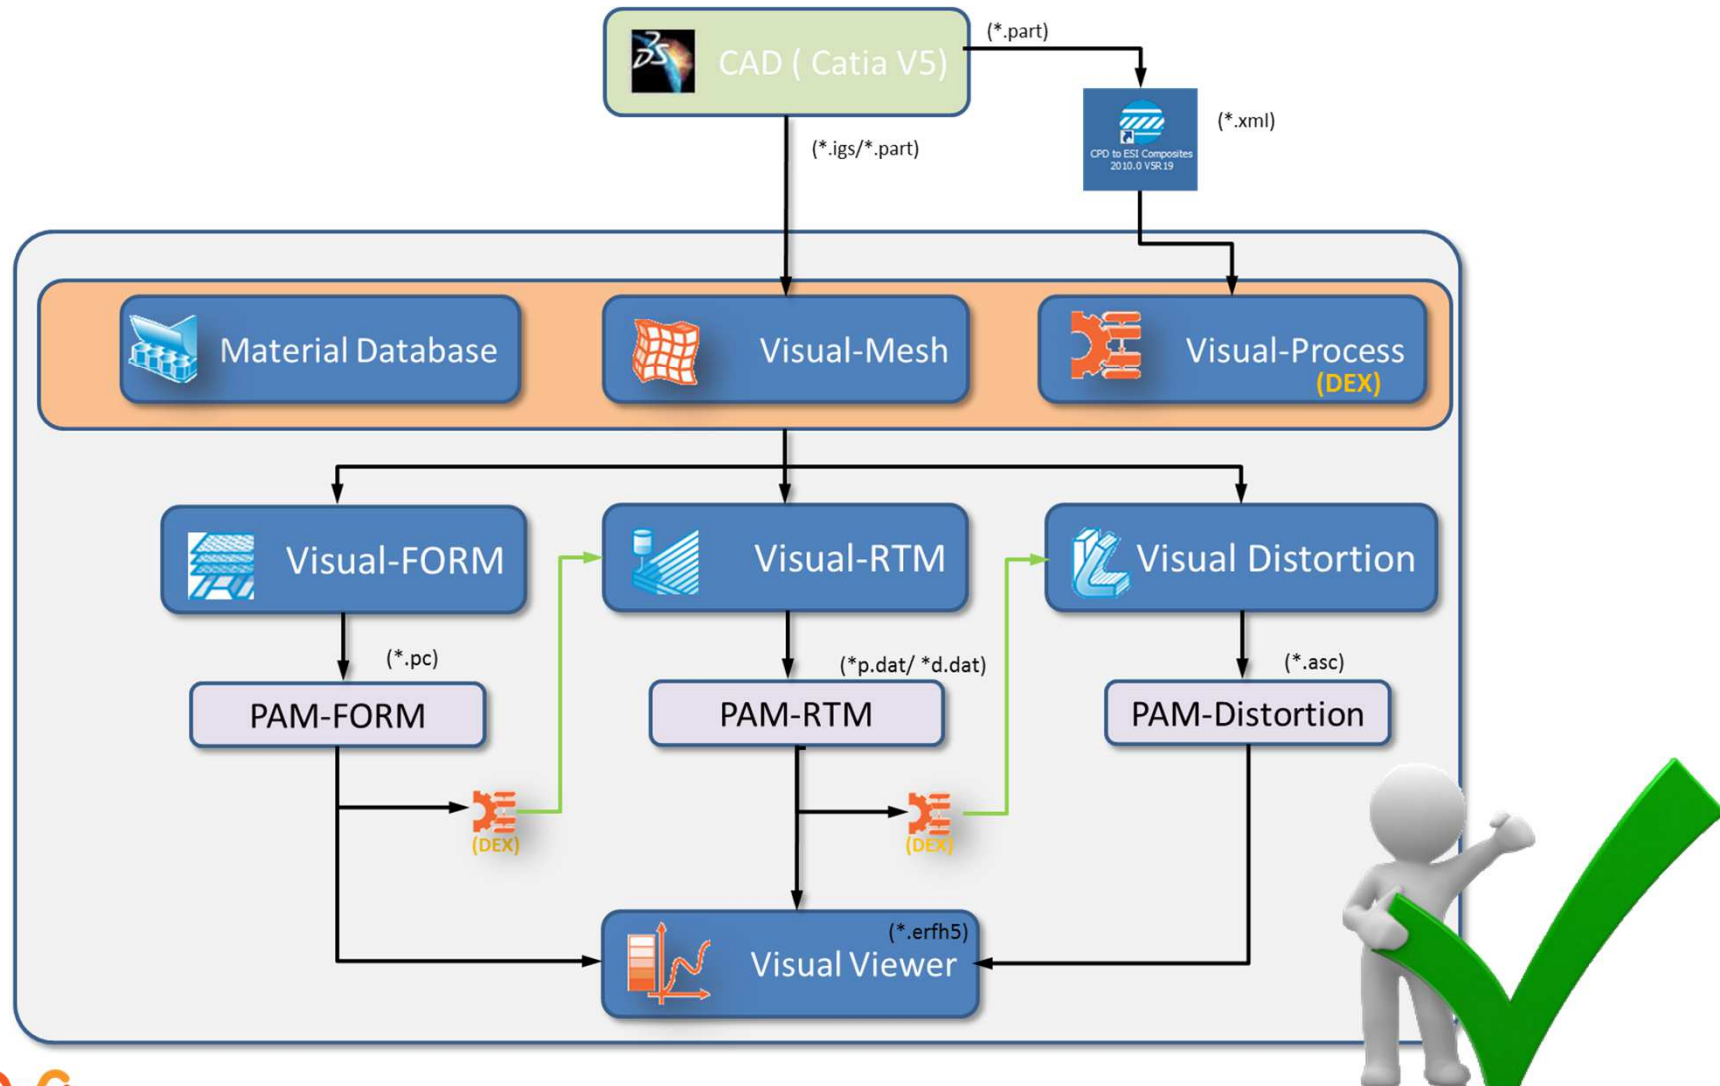 CAD ( Catia V5)
(*.part)
(*.igs/*.part)
CPD to ESI Composites
2010.0 V5R19
(*.xml)
Material Database
Visual-Mesh
Visual-Process
(DEX)
Visual-FORM
Visual-RTM
Visual Distortion
(*.pc)
(*p.dat/ *d.dat)
(*.asc)
PAM-FORM
PAM-RTM
PAM-Distortion
(DEX)
(DEX)
(*.erfh5)
Visual Viewer